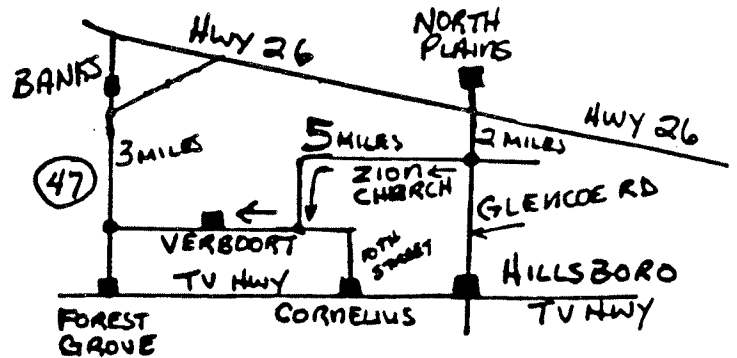 HWY 26
NORTH
PLAINS
BANKS
HWY 26
5 MILES
2 MILES
3 MILES
47
ZION ←
CHURCH
GLENCOE RD
←
VERBOORT
10TH
STREET
TV HWY
HILLSBORO
TV HWY
FOREST
GROVE
CORNELIUS